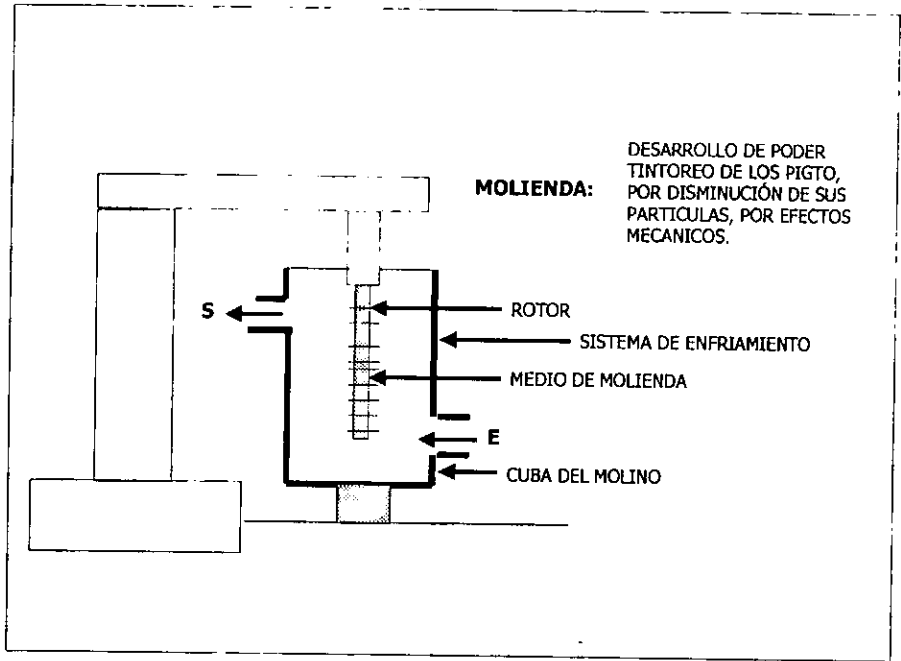 MOLIENDA:
DESARROLLO DE PODER
TINTOREO DE LOS PIGTO,
POR DISMINUCIÓN DE SUS
PARTICULAS, POR EFECTOS
MECANICOS.
S
ROTOR
SISTEMA DE ENFRIAMIENTO
MEDIO DE MOLIENDA
E
CUBA DEL MOLINO